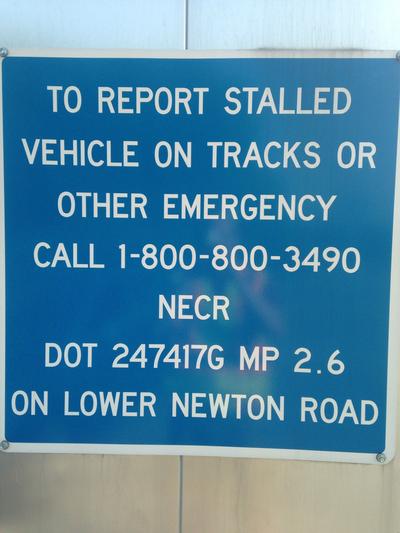 TO REPORT STALLED
VEHICLE ON TRACKS OR
OTHER EMERGENCY
CALL 1-800-800-3490
NECR
DOT 247417G MP 2.6
ON LOWER NEWTON ROAD